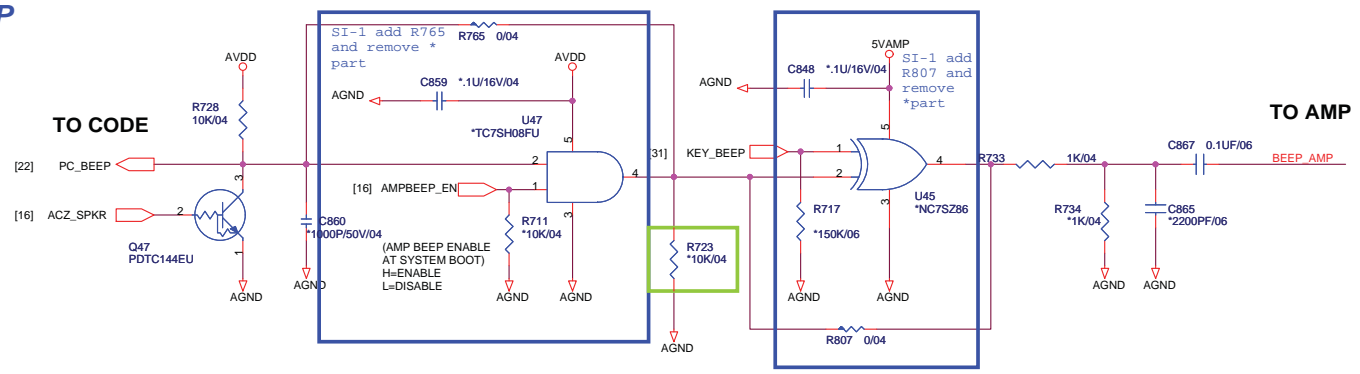 P
SI-1 add R765
and remove *
part
R765 0/04
AVDD
R728
10K/04
TO CODE
[22] PC_BEEP
3
[16] ACZ_SPKR
2
1
Q47
PDTC144EU
AGND
C860
*1000P/50V/04
AGND
AVDD
C859 *.1U/16V/04
AGND
U47
*TC7SH08FU
5
2
1
4
3
[16] AMPBEEP_EN
R711
*10K/04
(AMP BEEP ENABLE
AT SYSTEM BOOT)
H=ENABLE
L=DISABLE
AGND
AGND
[31] KEY_BEEP
R723
*10K/04
AGND
5VAMP
C848 *.1U/16V/04
AGND
SI-1 add
R807 and
remove
*part
5
1
2
4
3
U45
*NC7SZ86
R717
*150K/06
AGND
AGND
R807 0/04
R733 1K/04
R734
*1K/04
AGND
C865
*2200PF/06
AGND
C867 0.1UF/06
TO AMP
BEEP_AMP